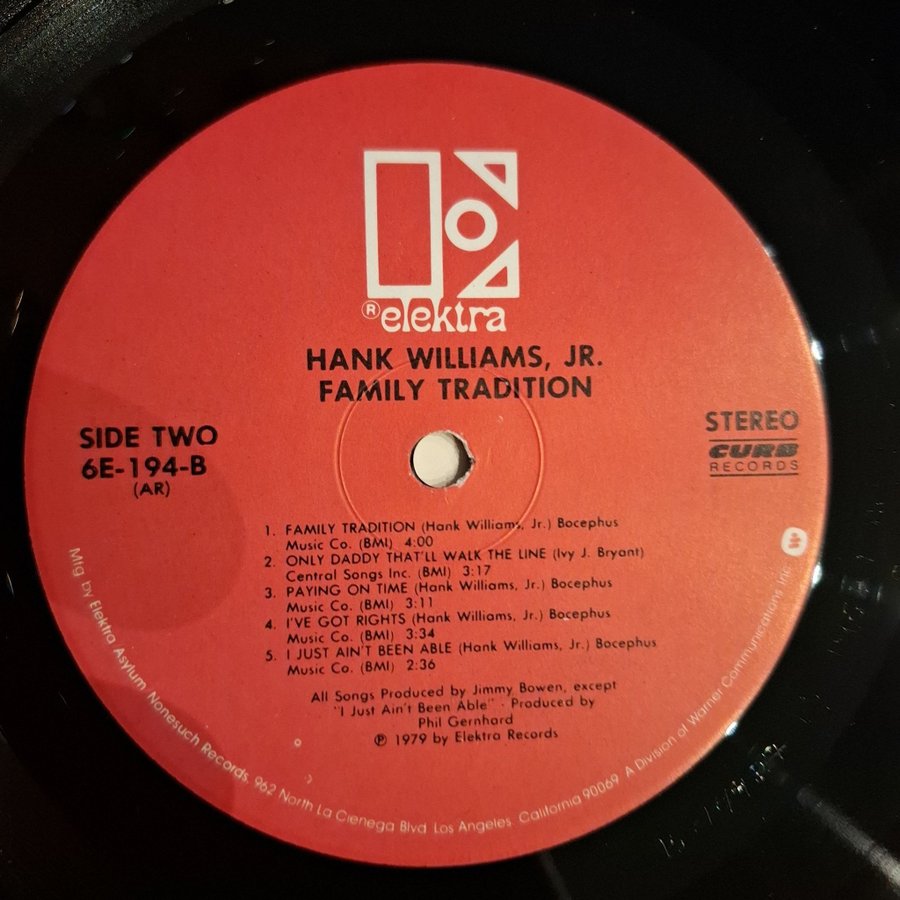 ® elektra
HANK WILLIAMS, JR.
FAMILY TRADITION
SIDE TWO
6E-194-B
(AR)
STEREO
CURB
RECORDS
1. FAMILY TRADITION (Hank Williams, Jr.) Bocephus
Music Co. (BMI) 4:00
2. ONLY DADDY THAT'LL WALK THE LINE (Ivy J. Bryant)
Central Songs Inc. (BMI) 3:17
3. PAYING ON TIME (Hank Williams, Jr.) Bocephus
Music Co. (BMI) 3:11
4. I'VE GOT RIGHTS (Hank Williams, Jr.) Bocephus
Music Co. (BMI) 3:34
5. I JUST AIN'T BEEN ABLE (Hank Williams, Jr.) Bocephus
Music Co. (BMI) 2:36
All Songs Produced by Jimmy Bowen, except
"I Just Ain't Been Able" - Produced by
Phil Gernhard
℗ 1979 by Elektra Records
Mfg. by Elektra Asylum Nonesuch Records, 962 North La Cienega Blvd. Los Angeles, California 90069 A Division of Warner Communications Inc.